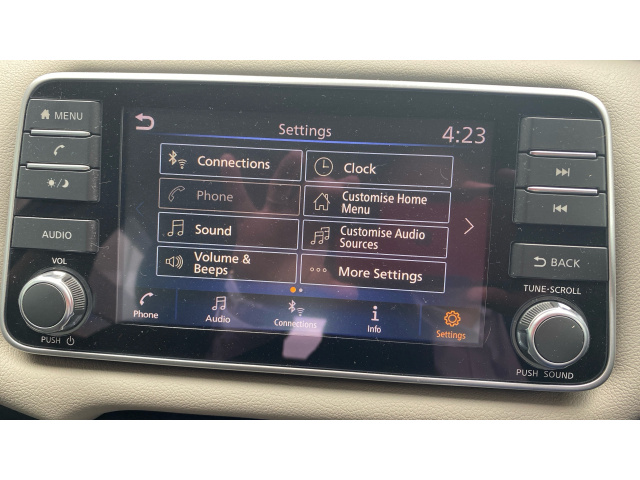 MENU
AUDIO
VOL
PUSH
Settings
4:23
Connections
Clock
Phone
Customise Home
Menu
Sound
Customise Audio
Sources
Volume &
Beeps
More Settings
Phone
Audio
Connections
Info
Settings
BACK
TUNE-SCROLL
PUSH SOUND